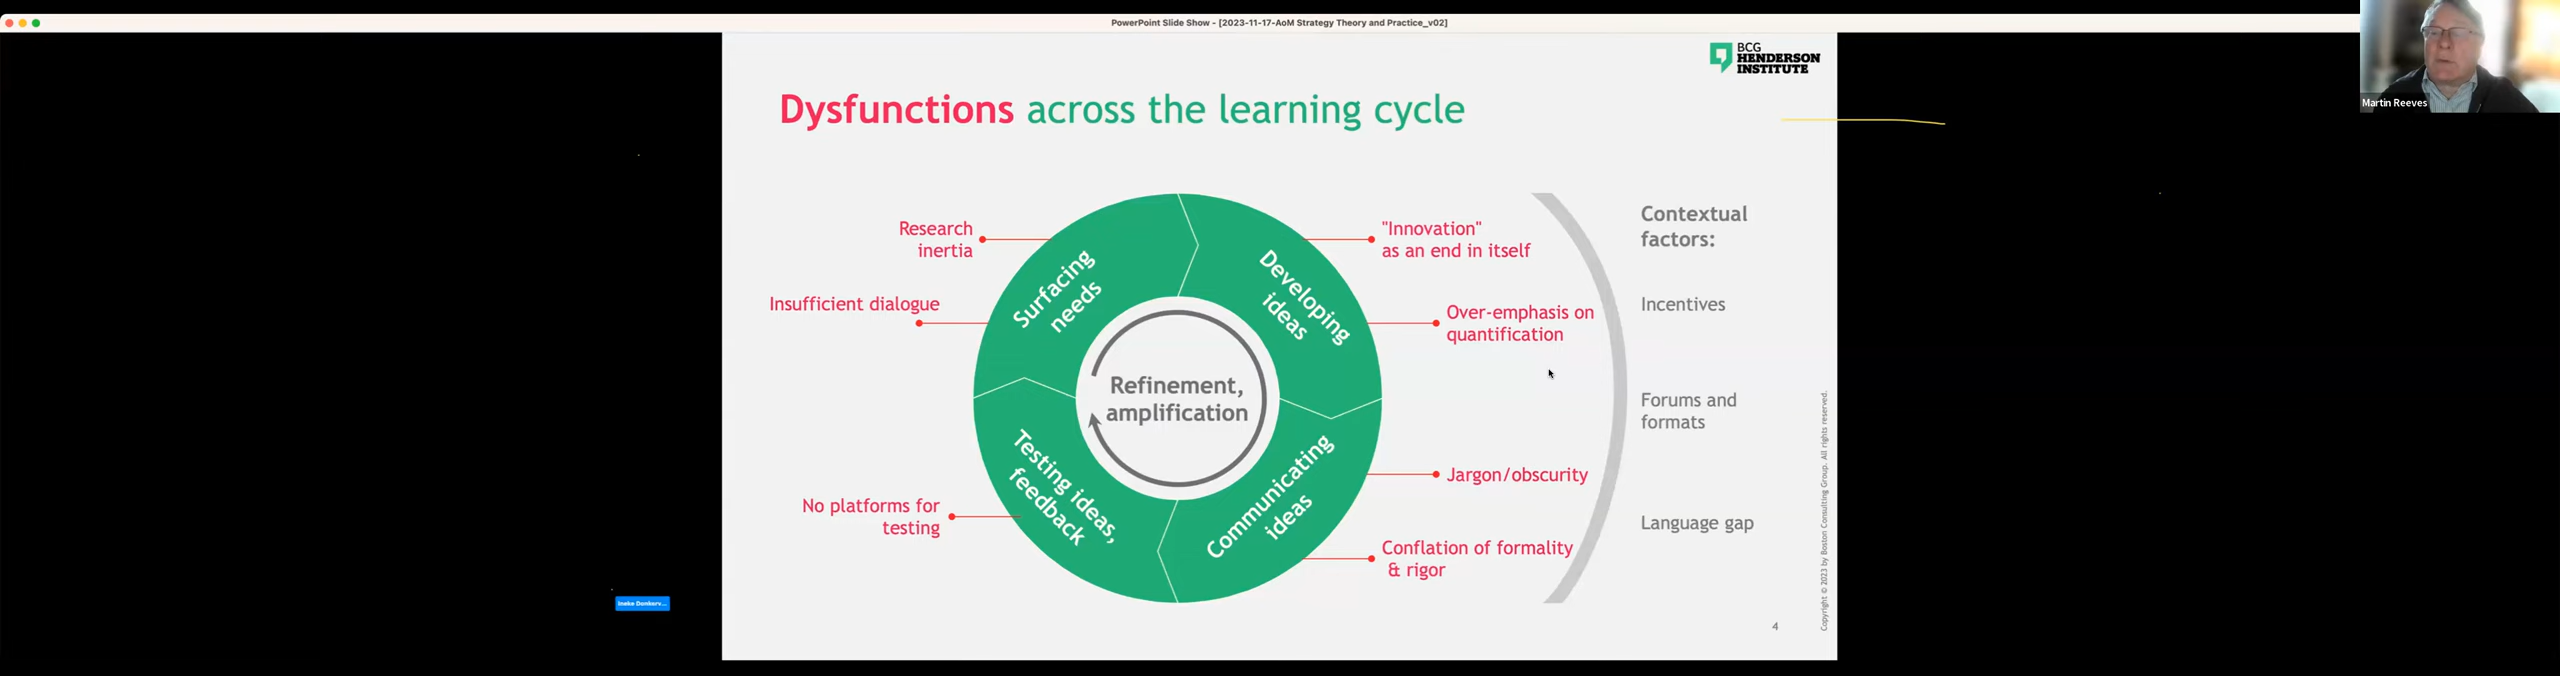 PowerPoint Slide Show - [2023-11-17-AoM Strategy Theory and Practice_v02]
Martin Reeves
BCG
HENDERSON
INSTITUTE
Dysfunctions across the learning cycle
Research
inertia
Insufficient dialogue
No platforms for
testing
Surfacing
needs
Developing
ideas
Communicating
ideas
Testing ideas,
feedback
Refinement,
amplification
"Innovation"
as an end in itself
Over-emphasis on
quantification
Jargon/obscurity
Conflation of formality
& rigor
Contextual
factors:
Incentives
Forums and
formats
Language gap
Copyright © 2023 by Boston Consulting Group. All rights reserved.
4
Ineke Donkerv...